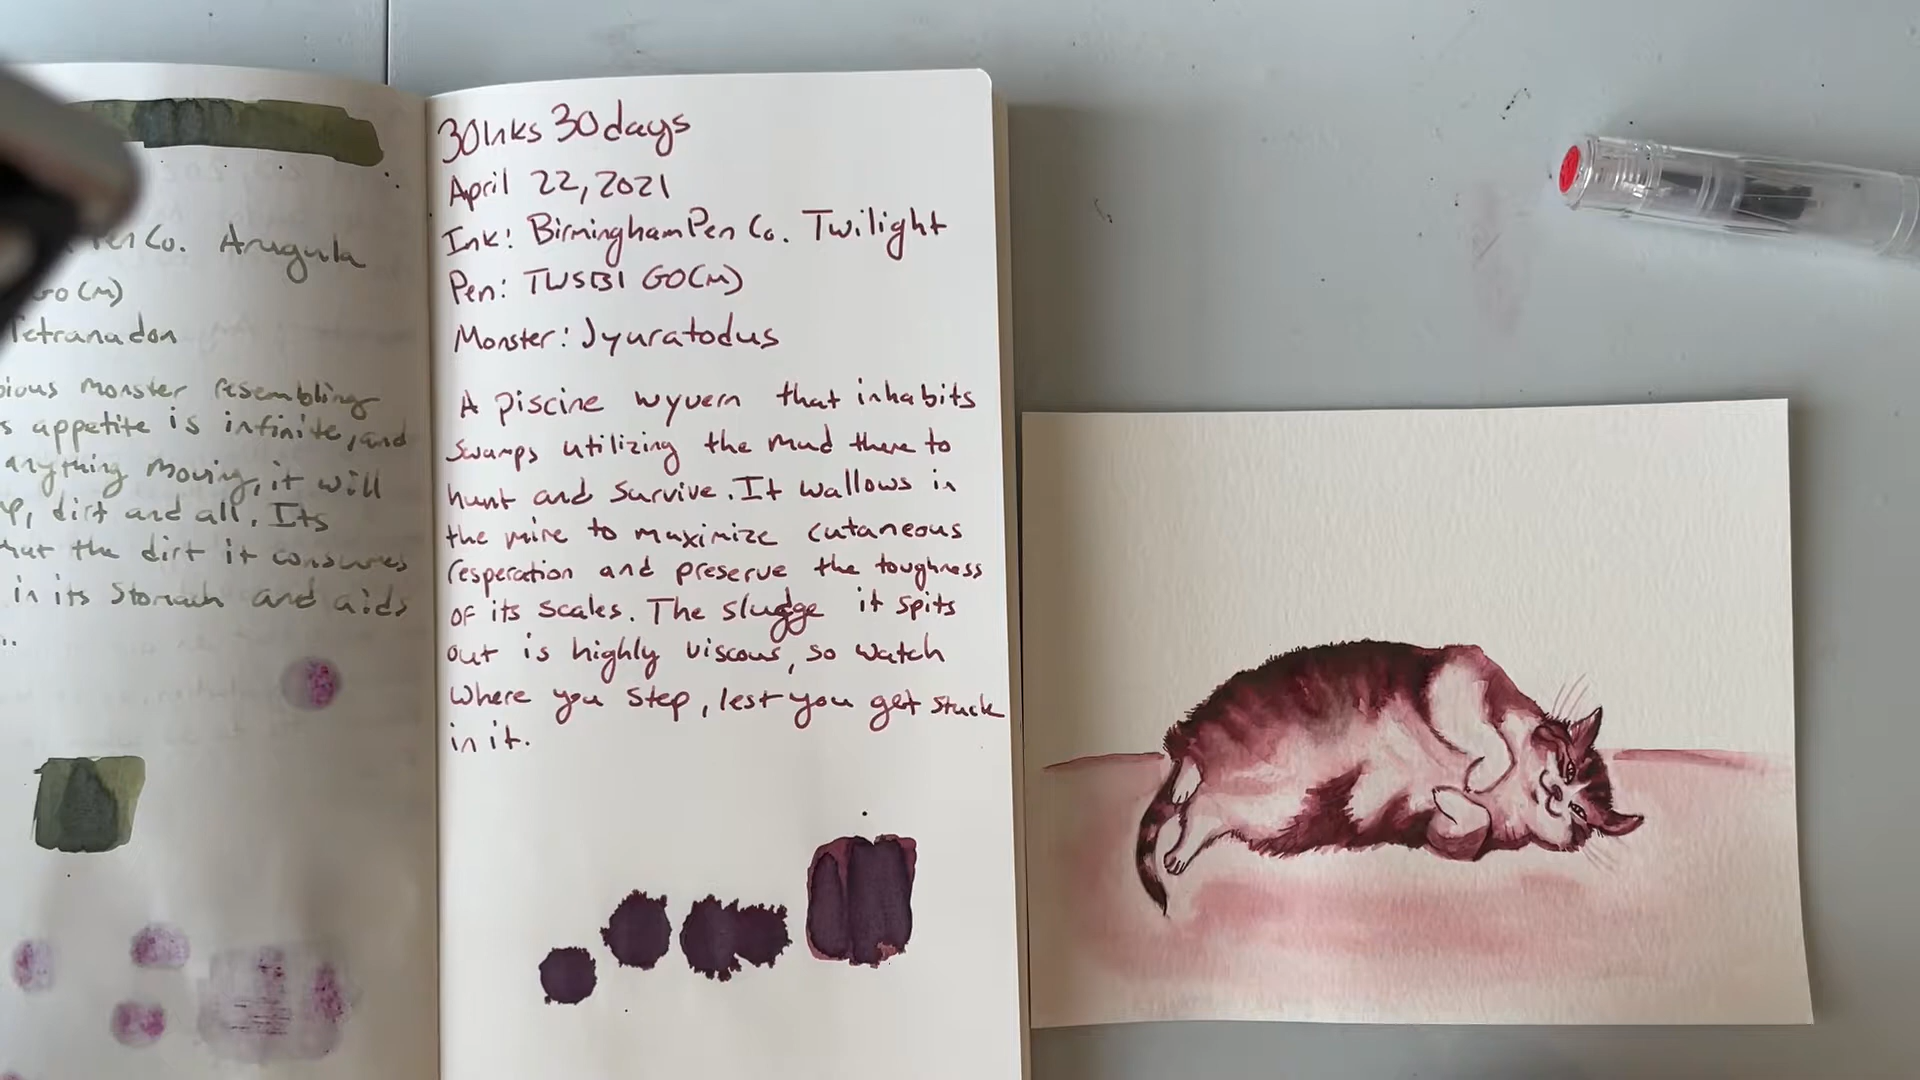 Pen Co. Arugula
GO (M)
Tetranadon
monster resembling
s appetite is infinite, and
anything moving, it will
up, dirt and all. Its
that the dirt it consumes
in its stomach and aids
30 Inks 30 days
April 22, 2021
Ink: Birmingham Pen Co. Twilight
Pen: TWSBI GO (M)
Monster: Jyuratodus
A piscine wyvern that inhabits
swamps utilizing the mud there to
hunt and survive. It wallows in
the mire to maximize cutaneous
resperation and preserve the toughness
of its scales. The sludge it spits
out is highly viscous, so watch
where you step, lest you get stuck
in it.